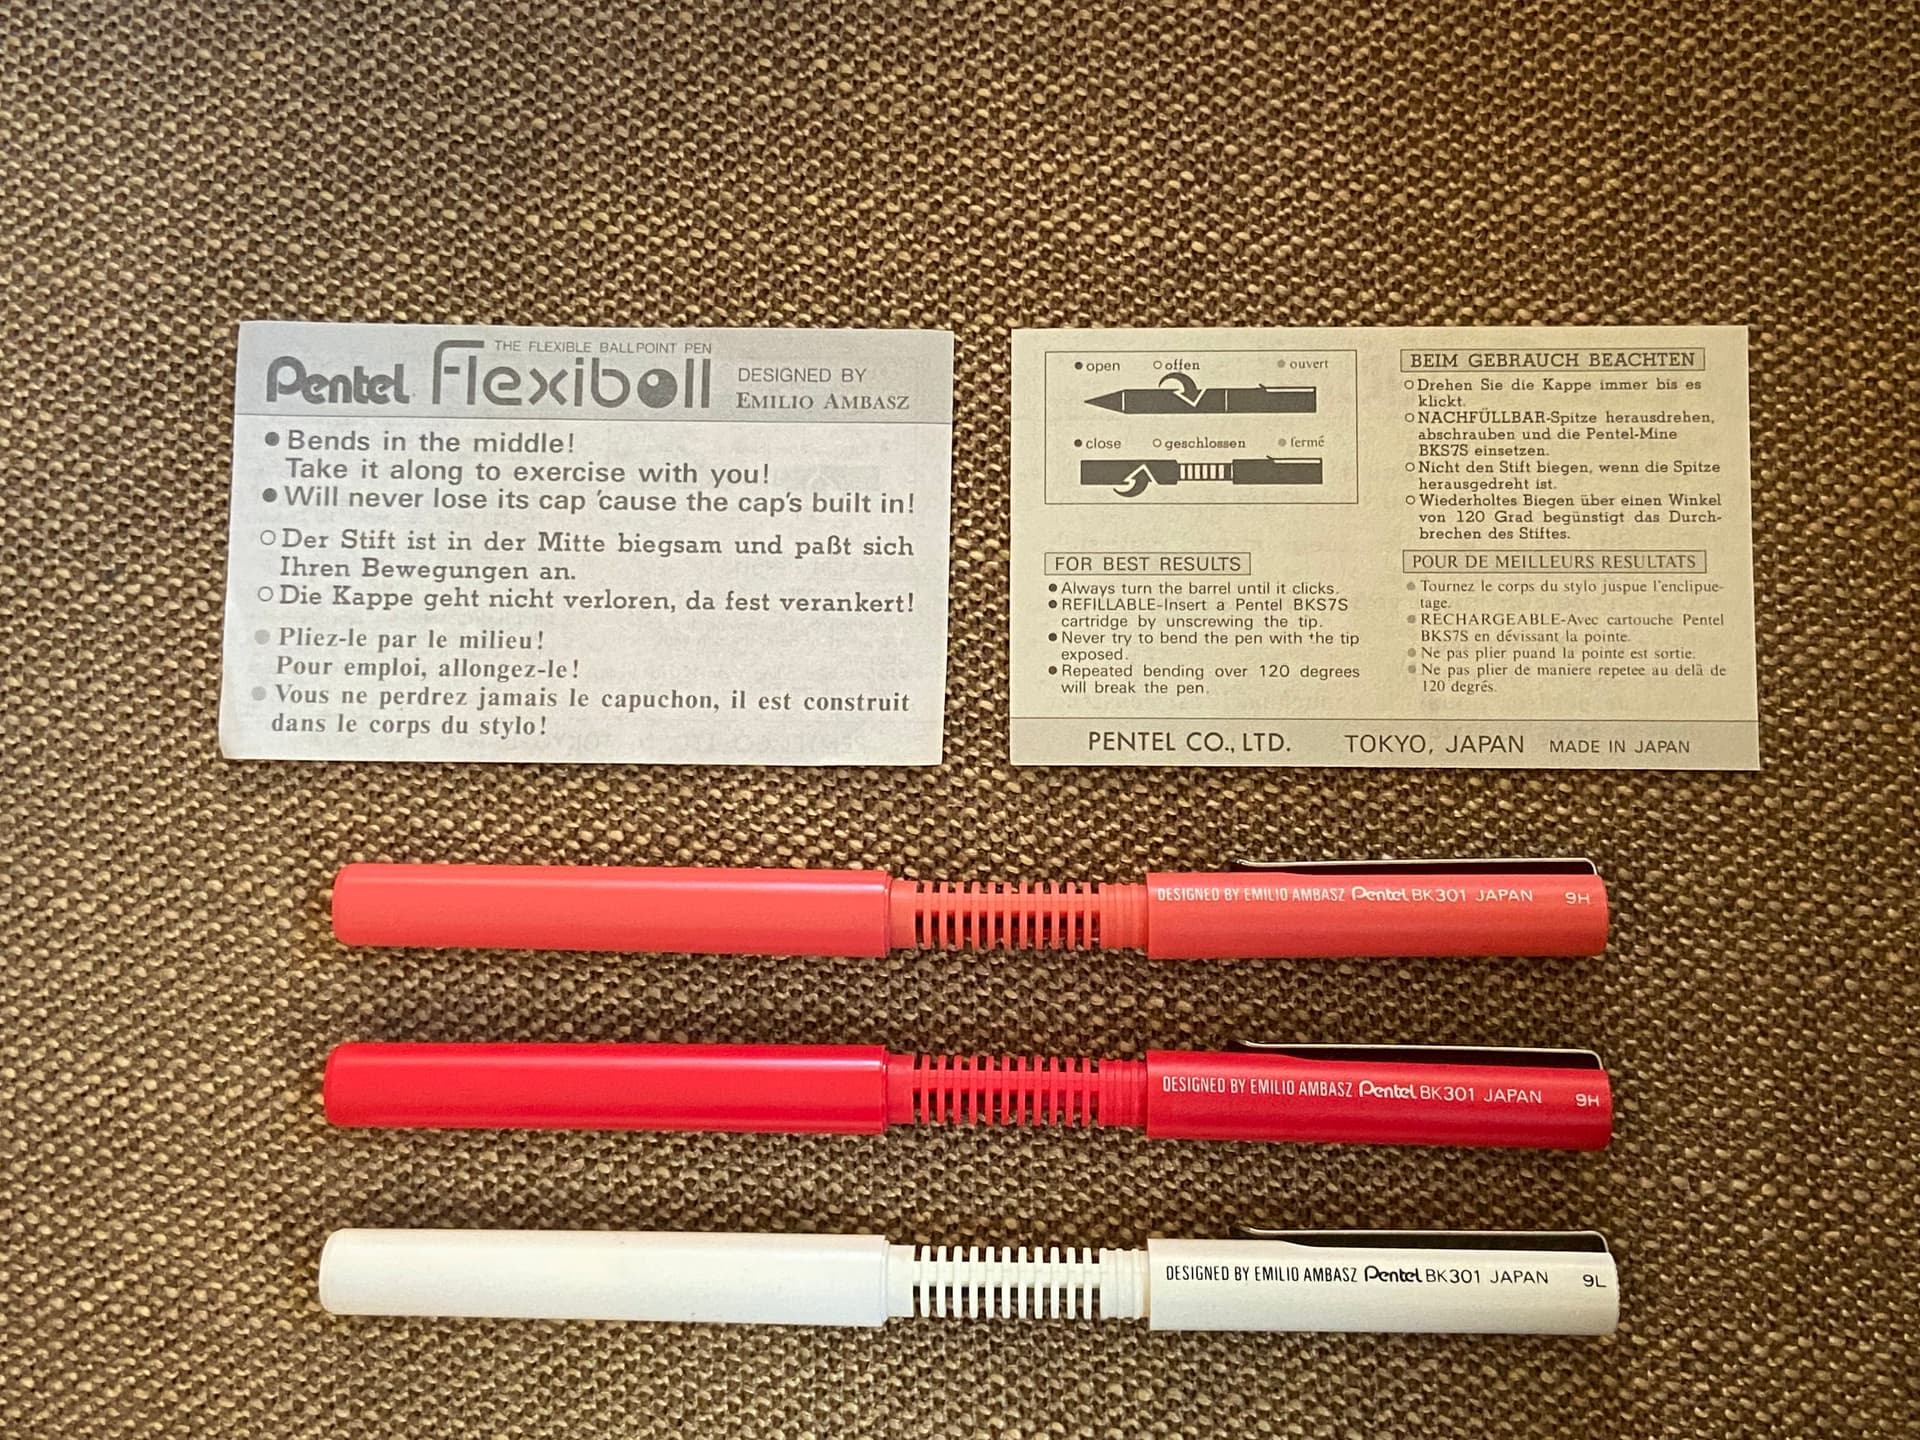 THE FLEXIBLE BALLPOINT PEN
Pentel Flexiball DESIGNED BY
EMILIO AMBASZ
● Bends in the middle!
Take it along to exercise with you!
● Will never lose its cap 'cause the cap's built in!
○ Der Stift ist in der Mitte biegsam und paßt sich
Ihren Bewegungen an.
○ Die Kappe geht nicht verloren, da fest verankert!
● Pliez-le par le milieu!
Pour emploi, allongez-le!
● Vous ne perdrez jamais le capuchon, il est construit
dans le corps du stylo!
● open ○ offen ● ouvert
● close ○ geschlossen ● fermé
FOR BEST RESULTS
● Always turn the barrel until it clicks.
● REFILLABLE-Insert a Pentel BKS7S
cartridge by unscrewing the tip.
● Never try to bend the pen with the tip
exposed.
● Repeated bending over 120 degrees
will break the pen.
BEIM GEBRAUCH BEACHTEN
○ Drehen Sie die Kappe immer bis es
klickt.
○ NACHFÜLLBAR-Spitze herausdrehen,
abschrauben und die Pentel-Mine
BKS7S einsetzen.
○ Nicht den Stift biegen, wenn die Spitze
herausgedreht ist.
○ Wiederholtes Biegen über einen Winkel
von 120 Grad begünstigt das Durch-
brechen des Stiftes.
POUR DE MEILLEURS RESULTATS
● Tournez le corps du stylo juspue l'enclique-
tage.
● RECHARGEABLE-Avec cartouche Pentel
BKS7S en dévissant la pointe.
● Ne pas plier puand la pointe est sortie.
● Ne pas plier de maniere repetee au delà de
120 degrés.
PENTEL CO., LTD. TOKYO, JAPAN MADE IN JAPAN
DESIGNED BY EMILIO AMBASZ Pentel BK301 JAPAN 9H
DESIGNED BY EMILIO AMBASZ Pentel BK301 JAPAN 9H
DESIGNED BY EMILIO AMBASZ Pentel BK301 JAPAN 9L